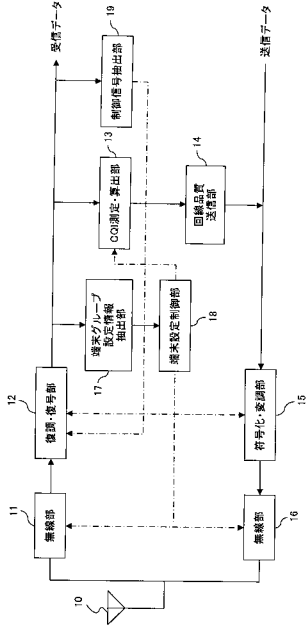 受信データ
19
制御信号抽出部
13
CQI測定・算出部
14
回線品質
送信部
送信データ
端末グループ
設定情報
抽出部
17
端末設定制御部
18
12
復調・復号部
符号化・変調部
15
11
無線部
無線部
16
10